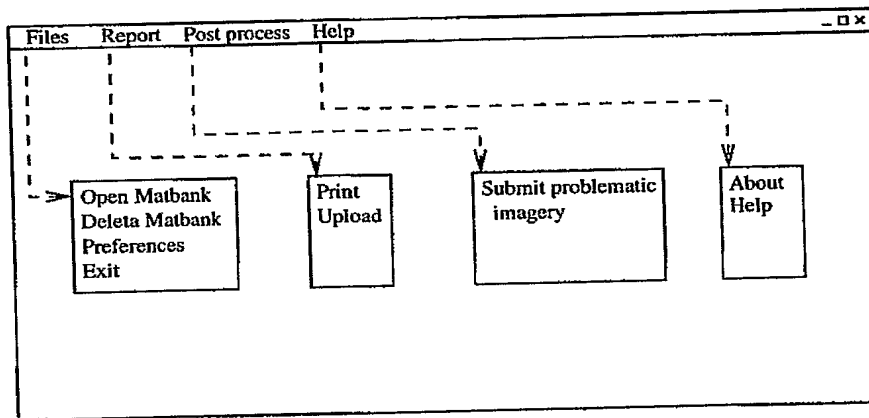 Files Report Post process Help
Open Matbank
Deleta Matbank
Preferences
Exit
Print
Upload
Submit problematic
imagery
About
Help